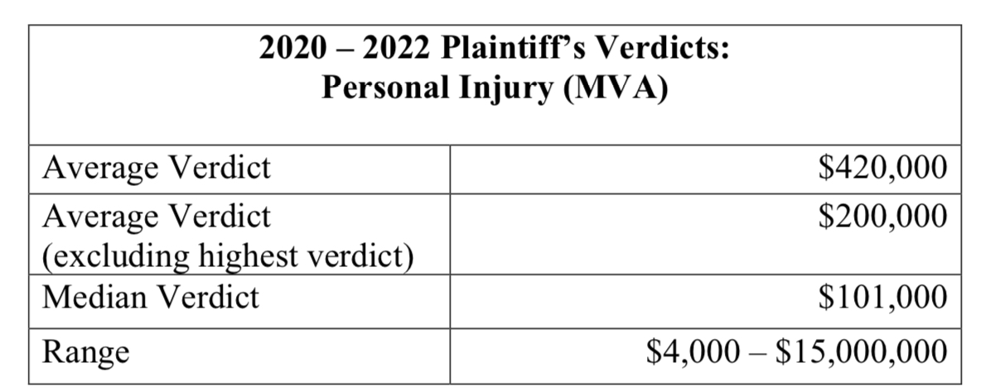 2020 – 2022 Plaintiff’s Verdicts:
Personal Injury (MVA)
Average Verdict
$420,000
Average Verdict
(excluding highest verdict)
$200,000
Median Verdict
$101,000
Range
$4,000 – $15,000,000